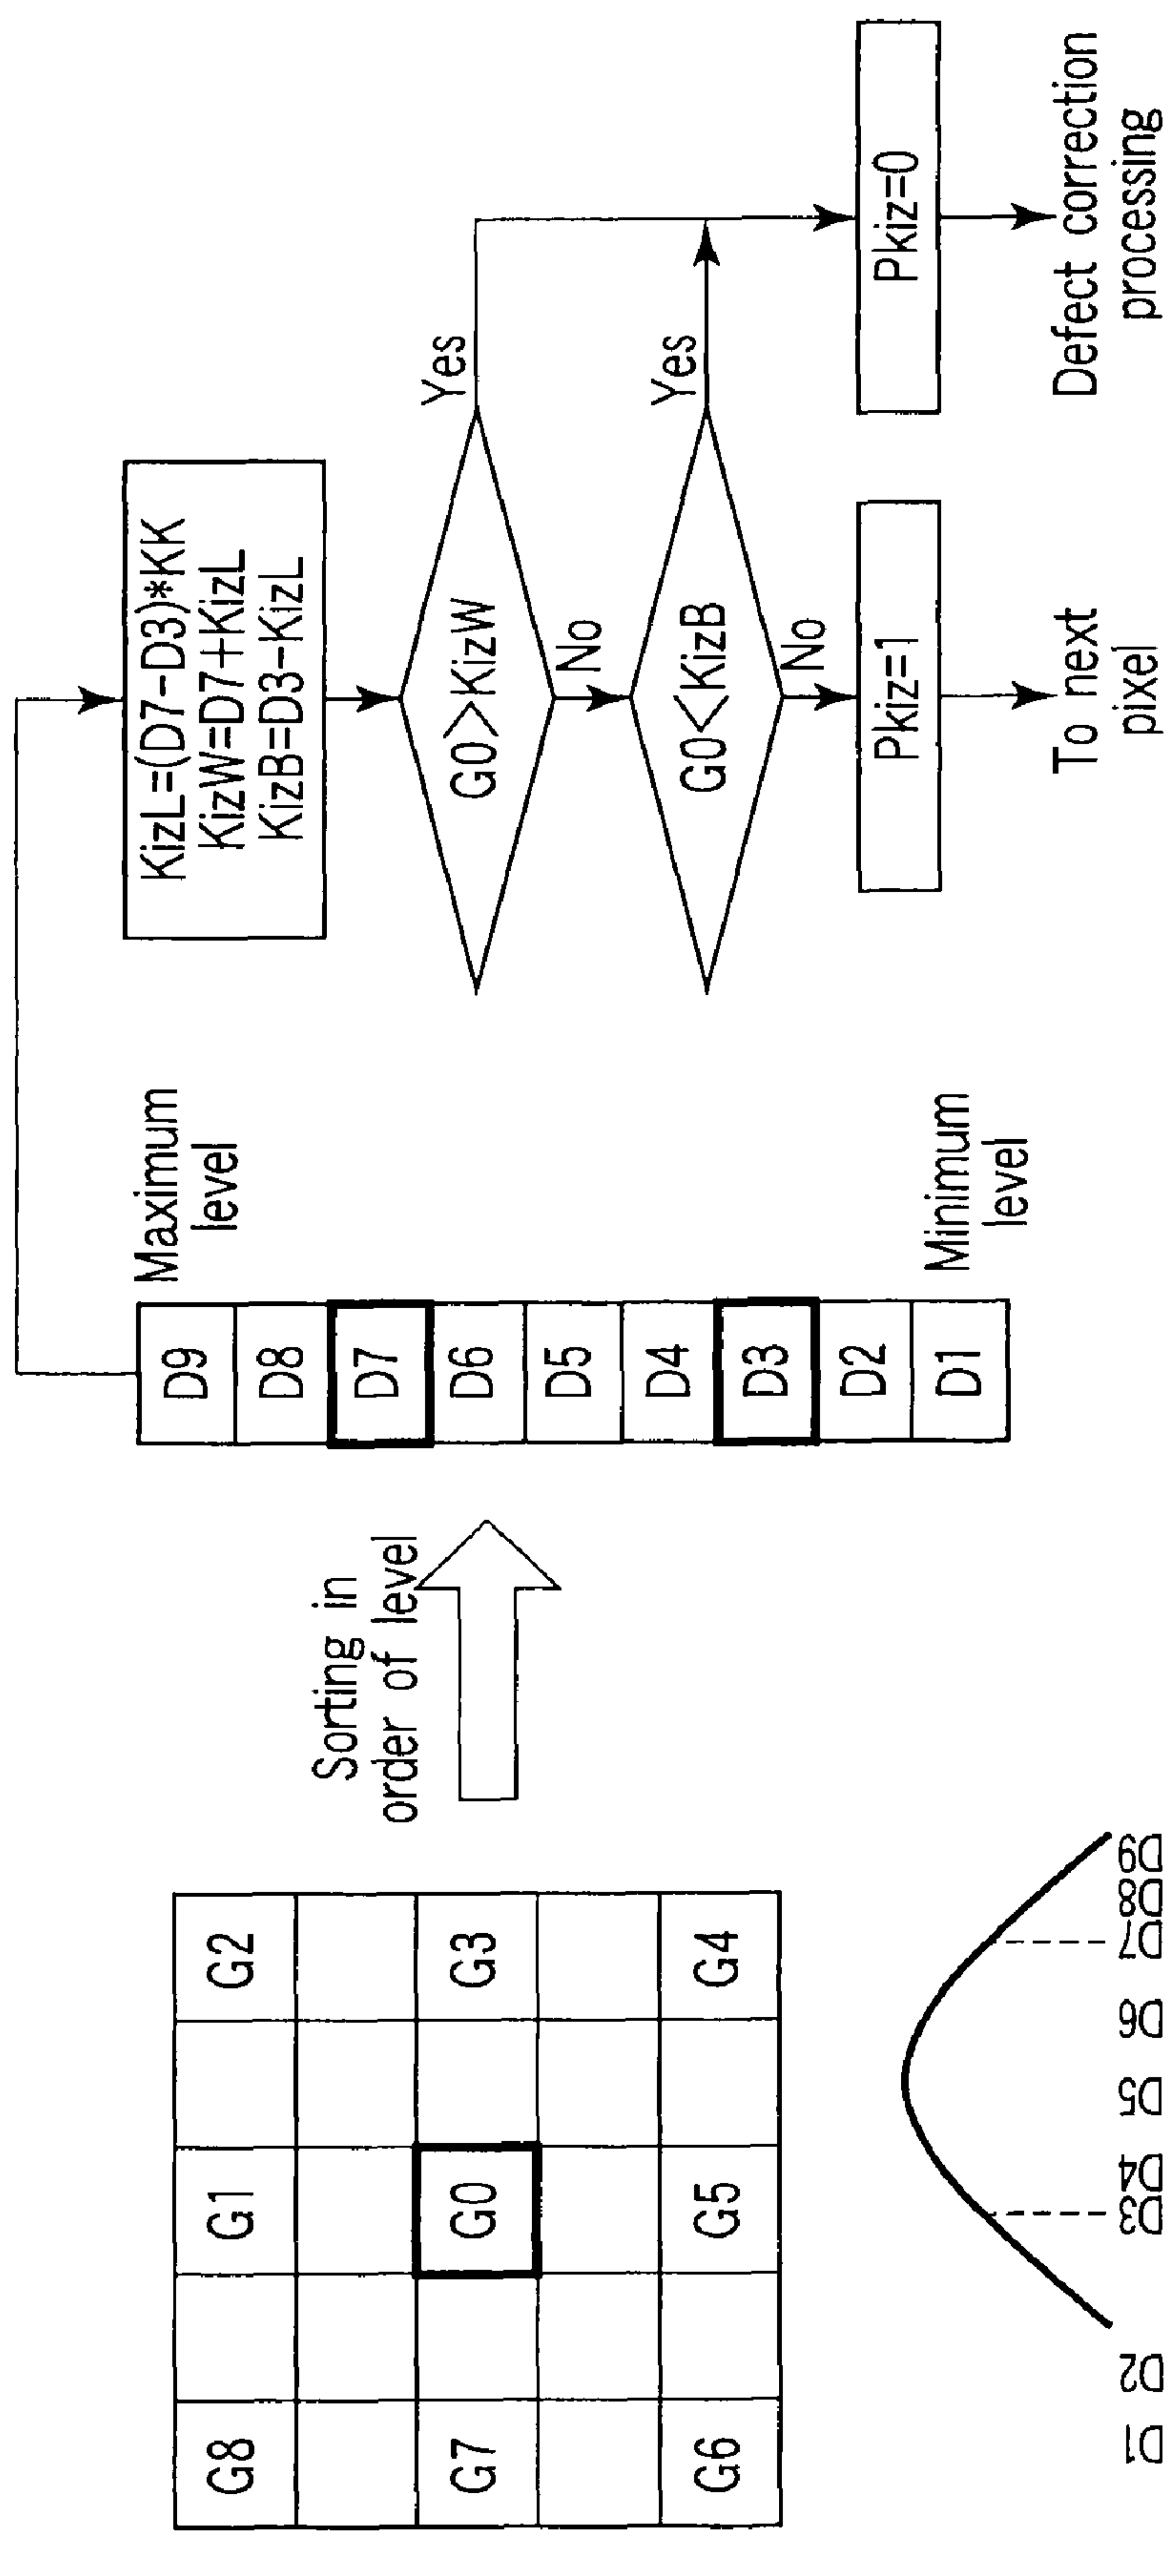 G8
G1
G2
G7
G0
G3
G6
G5
G4
D1
D2
D3
D4
D5
D6
D7
D8
D9
Sorting in
order of level
D9
D8
D7
D6
D5
D4
D3
D2
D1
Maximum
level
Minimum
level
KizL=(D7-D3)*KK
KizW=D7+KizL
KizB=D3-KizL
G0>KizW
Yes
No
G0<KizB
Yes
No
Pkiz=1
Pkiz=0
To next
pixel
Defect correction
processing